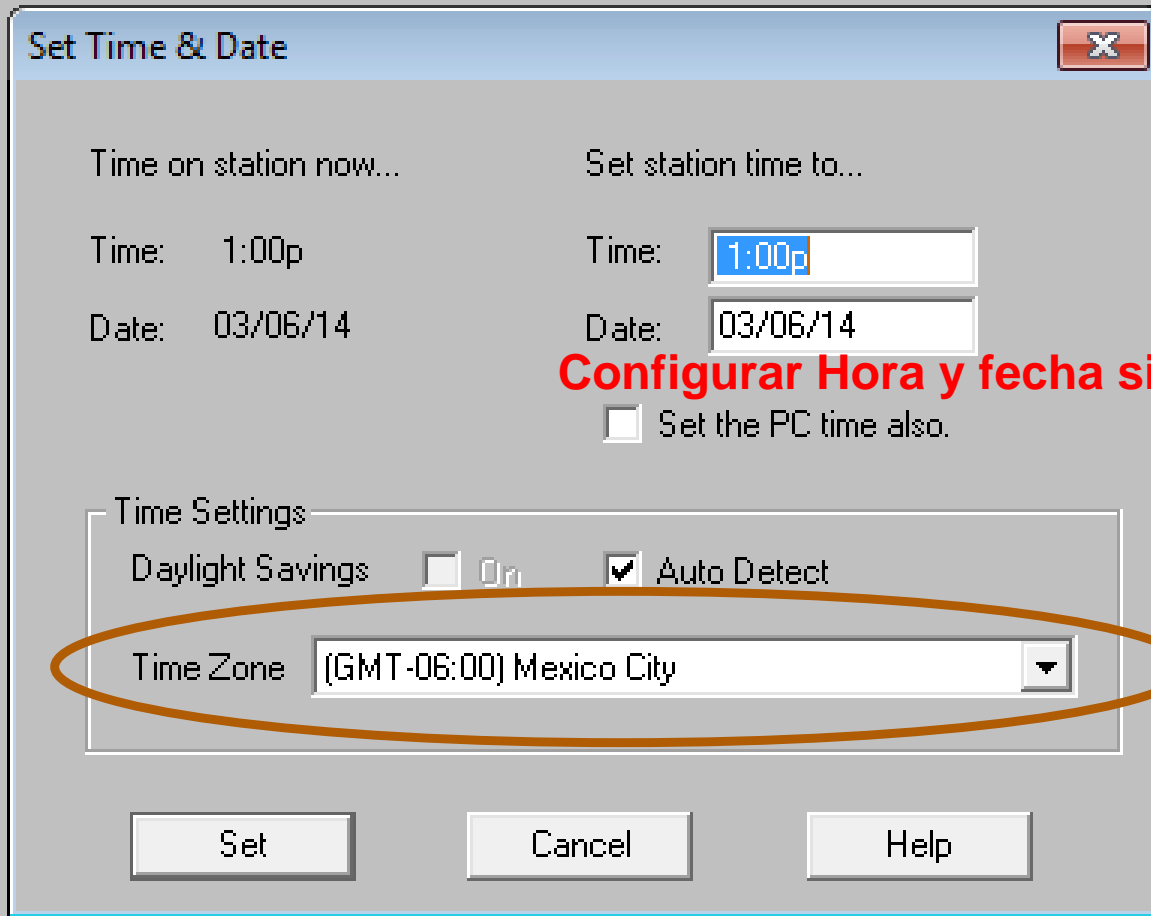 Set Time & Date
Time on station now...
Set station time to...
Time: 1:00p
Time: 1:00p
Date: 03/06/14
Date: 03/06/14
Configurar Hora y fecha si
Set the PC time also.
Time Settings
Daylight Savings On Auto Detect
Time Zone (GMT-06:00) Mexico City
Set Cancel Help